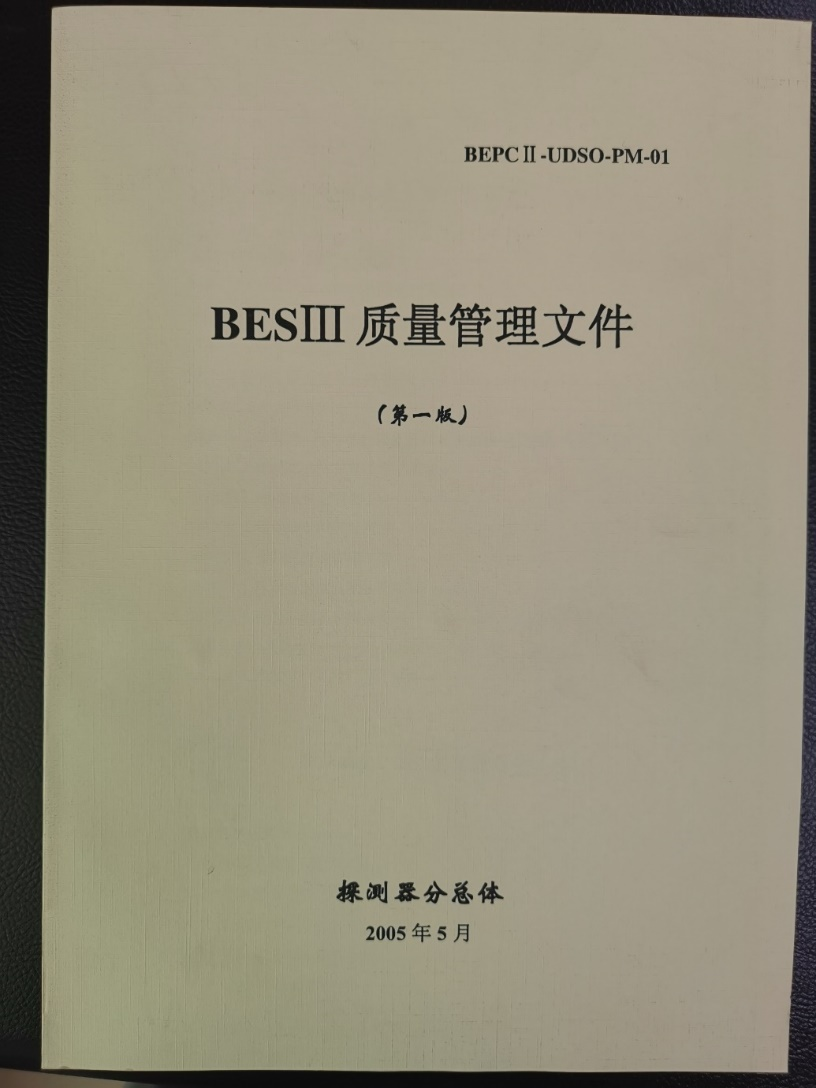 BEPCⅡ-UDSO-PM-01
BESⅢ 质量管理文件
（第一版）
探测器分总体
2005 年 5 月